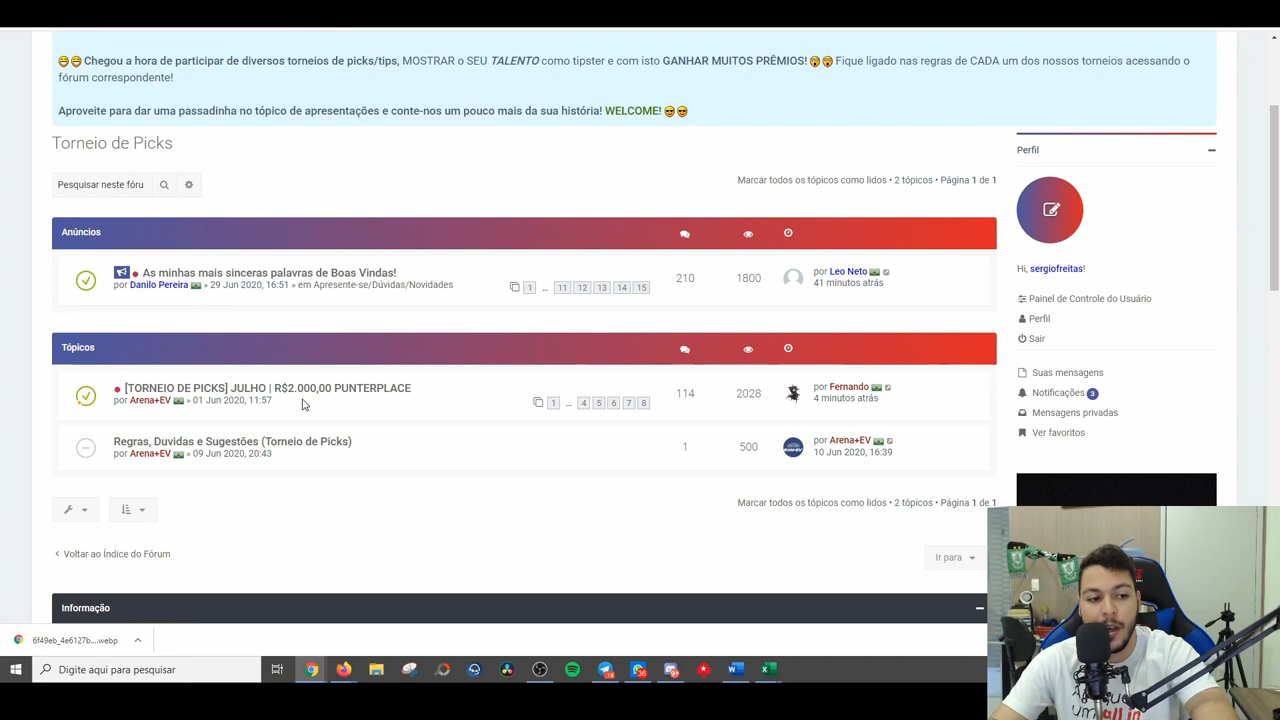 😄😄 Chegou a hora de participar de diversos torneios de picks/tips, MOSTRAR o SEU TALENTO como tipster e com isto GANHAR MUITOS PRÊMIOS! 😲😲 Fique ligado nas regras de CADA um dos nossos torneios acessando o
fórum correspondente!
Aproveite para dar uma passadinha no tópico de apresentações e conte-nos um pouco mais da sua história! WELCOME! 😎😎
Torneio de Picks
Perfil
Pesquisar neste fóru
Marcar todos os tópicos como lidos • 2 tópicos • Página 1 de 1
Anúncios
As minhas mais sinceras palavras de Boas Vindas!
por Danilo Pereira » 29 Jun 2020, 16:51 » em Apresente-se/Dúvidas/Novidades
1 ... 11 12 13 14 15
210
1800
por Leo Neto
41 minutos atrás
Tópicos
[TORNEIO DE PICKS] JULHO | R$2.000,00 PUNTERPLACE
por Arena+EV » 01 Jun 2020, 11:57
1 ... 4 5 6 7 8
114
2028
por Fernando
4 minutos atrás
Regras, Duvidas e Sugestões (Torneio de Picks)
por Arena+EV » 09 Jun 2020, 20:43
1
500
por Arena+EV
10 Jun 2020, 16:39
Marcar todos os tópicos como lidos • 2 tópicos • Página 1 de 1
Voltar ao Índice do Fórum
Ir para
Informação
Hi, sergiofreitas!
Painel de Controle do Usuário
Perfil
Sair
Suas mensagens
Notificações 3
Mensagens privadas
Ver favoritos
6f49eb_4e6127b....webp
Digite aqui para pesquisar
36
um all in